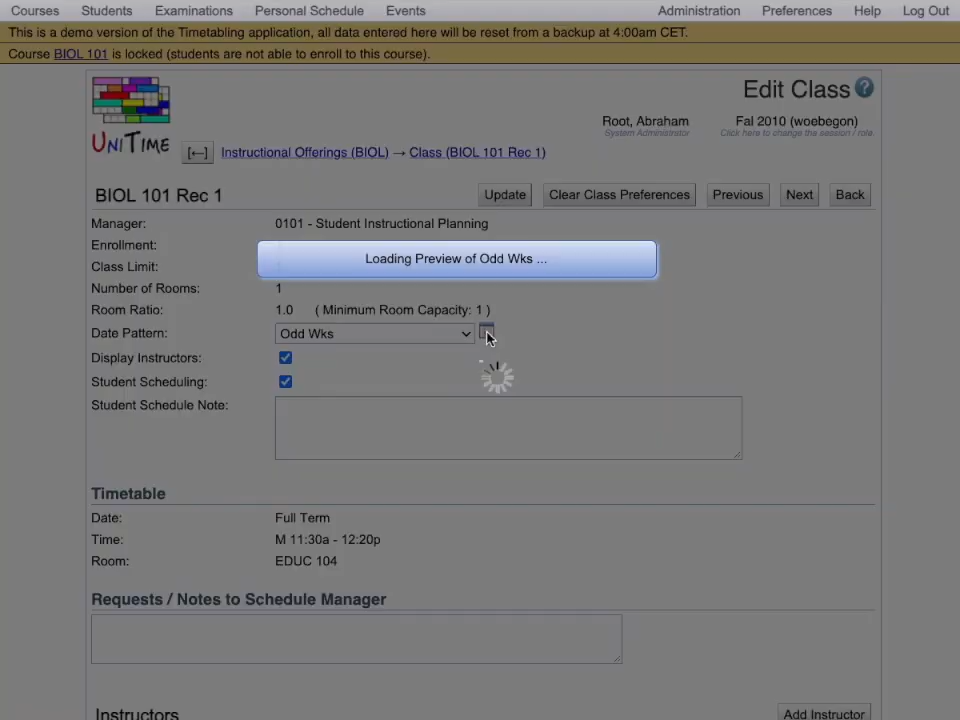 Courses Students Examinations Personal Schedule Events Administration Preferences Help Log Out
This is a demo version of the Timetabling application, all data entered here will be reset from a backup at 4:00am CET.
Course BIOL 101 is locked (students are not able to enroll to this course).
UNITIME
Edit Class ?
Root, Abraham Fal 2010 (woebegon)
System Administrator Click here to change the session / role.
[←] Instructional Offerings (BIOL) → Class (BIOL 101 Rec 1)
BIOL 101 Rec 1 Update Clear Class Preferences Previous Next Back
Manager: 0101 - Student Instructional Planning
Enrollment:
Loading Preview of Odd Wks ...
Class Limit:
Number of Rooms: 1
Room Ratio: 1.0 ( Minimum Room Capacity: 1 )
Date Pattern: Odd Wks
Display Instructors:
Student Scheduling:
Student Schedule Note:
Timetable
Date: Full Term
Time: M 11:30a - 12:20p
Room: EDUC 104
Requests / Notes to Schedule Manager
Instructors Add Instructor